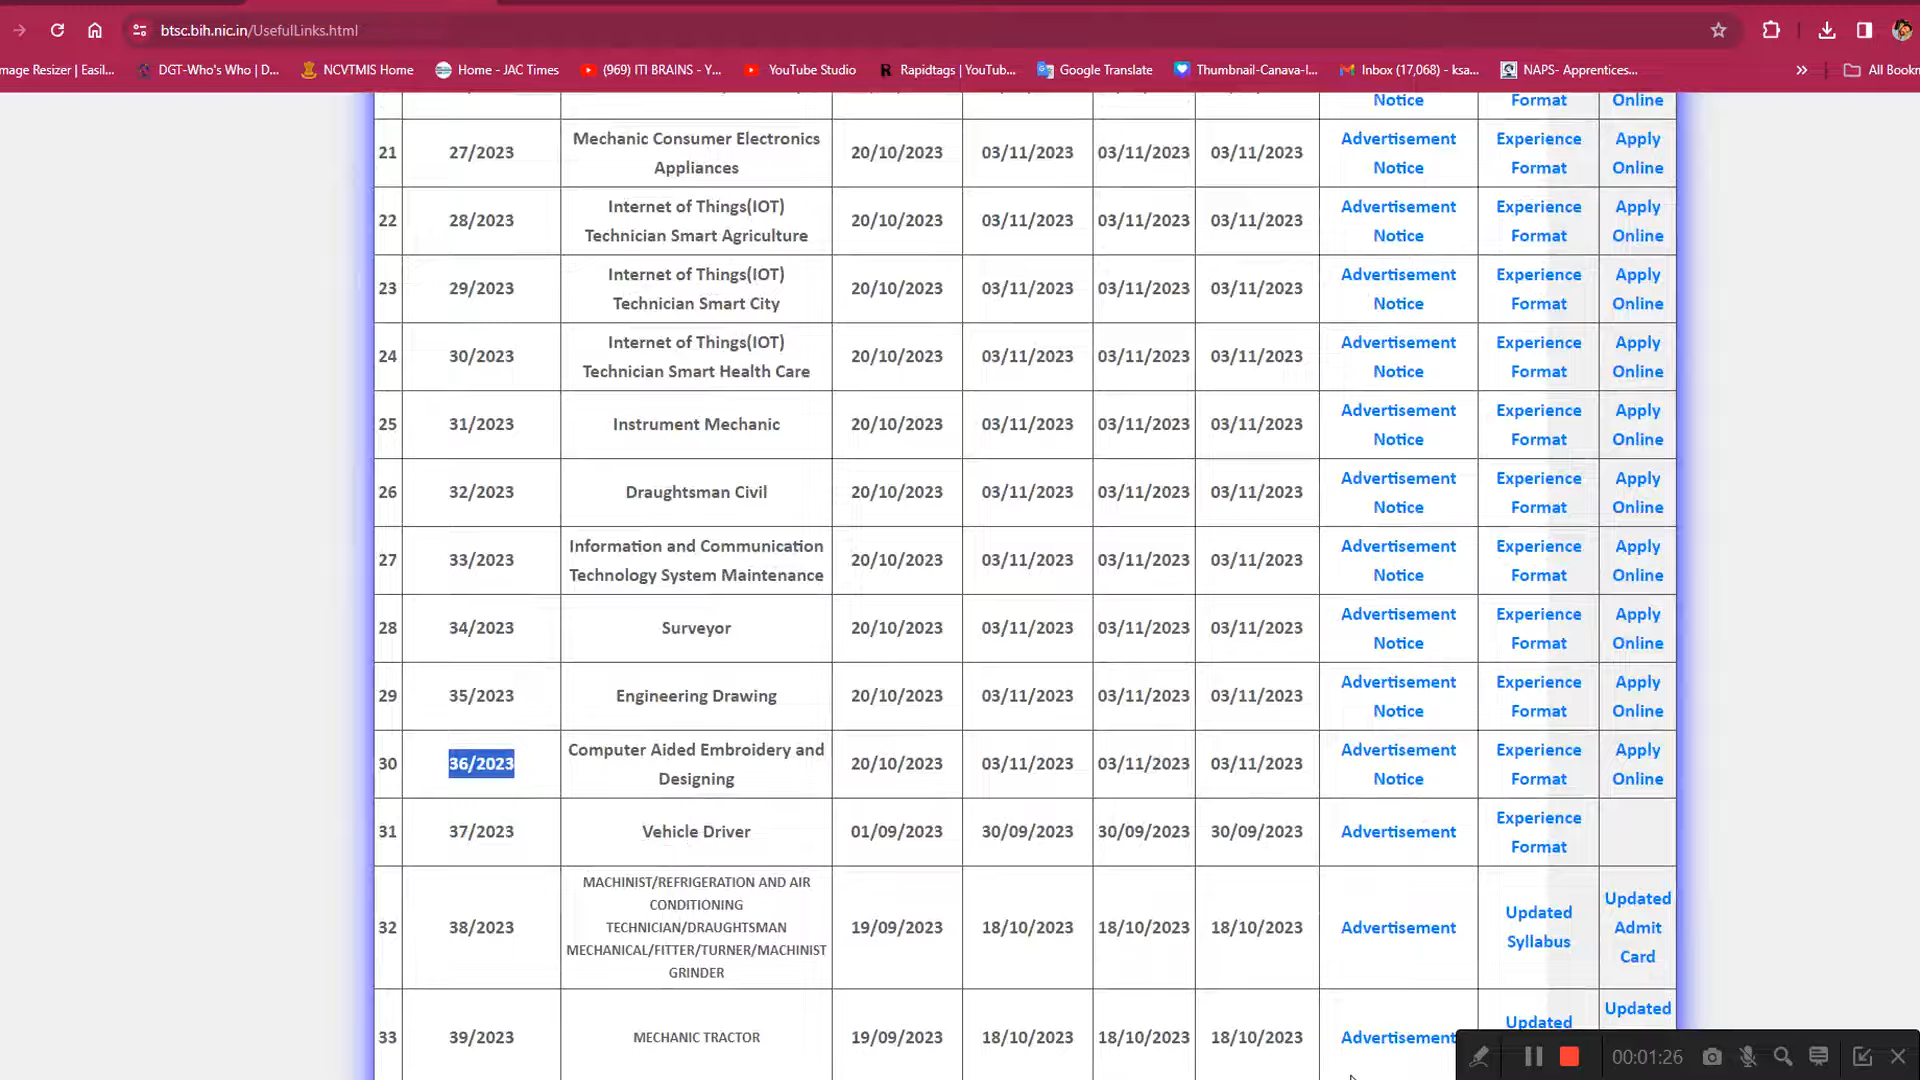 btsc.bih.nic.in/UsefulLinks.html
mage Resizer | Easil... DGT-Who's Who | D... NCVTMIS Home Home - JAC Times (969) ITI BRAINS - Y... YouTube Studio Rapidtags | YouTub... Google Translate Thumbnail-Canava-I... Inbox (17,068) - ksa... NAPS- Apprentices... » All Bookm
Notice Format Online
21 27/2023 Mechanic Consumer Electronics 20/10/2023 03/11/2023 03/11/2023 03/11/2023 Advertisement Experience Apply
Appliances Notice Format Online
22 28/2023 Internet of Things(IOT) 20/10/2023 03/11/2023 03/11/2023 03/11/2023 Advertisement Experience Apply
Technician Smart Agriculture Notice Format Online
23 29/2023 Internet of Things(IOT) 20/10/2023 03/11/2023 03/11/2023 03/11/2023 Advertisement Experience Apply
Technician Smart City Notice Format Online
24 30/2023 Internet of Things(IOT) 20/10/2023 03/11/2023 03/11/2023 03/11/2023 Advertisement Experience Apply
Technician Smart Health Care Notice Format Online
25 31/2023 Instrument Mechanic 20/10/2023 03/11/2023 03/11/2023 03/11/2023 Advertisement Experience Apply
Notice Format Online
26 32/2023 Draughtsman Civil 20/10/2023 03/11/2023 03/11/2023 03/11/2023 Advertisement Experience Apply
Notice Format Online
27 33/2023 Information and Communication 20/10/2023 03/11/2023 03/11/2023 03/11/2023 Advertisement Experience Apply
Technology System Maintenance Notice Format Online
28 34/2023 Surveyor 20/10/2023 03/11/2023 03/11/2023 03/11/2023 Advertisement Experience Apply
Notice Format Online
29 35/2023 Engineering Drawing 20/10/2023 03/11/2023 03/11/2023 03/11/2023 Advertisement Experience Apply
Notice Format Online
30 36/2023 Computer Aided Embroidery and 20/10/2023 03/11/2023 03/11/2023 03/11/2023 Advertisement Experience Apply
Designing Notice Format Online
31 37/2023 Vehicle Driver 01/09/2023 30/09/2023 30/09/2023 30/09/2023 Advertisement Experience
Format
32 38/2023 MACHINIST/REFRIGERATION AND AIR 19/09/2023 18/10/2023 18/10/2023 18/10/2023 Advertisement Updated Updated
CONDITIONING Syllabus Admit
TECHNICIAN/DRAUGHTSMAN Card
MECHANICAL/FITTER/TURNER/MACHINIST
GRINDER
33 39/2023 MECHANIC TRACTOR 19/09/2023 18/10/2023 18/10/2023 18/10/2023 Advertisement Updated Updated
00:01:26